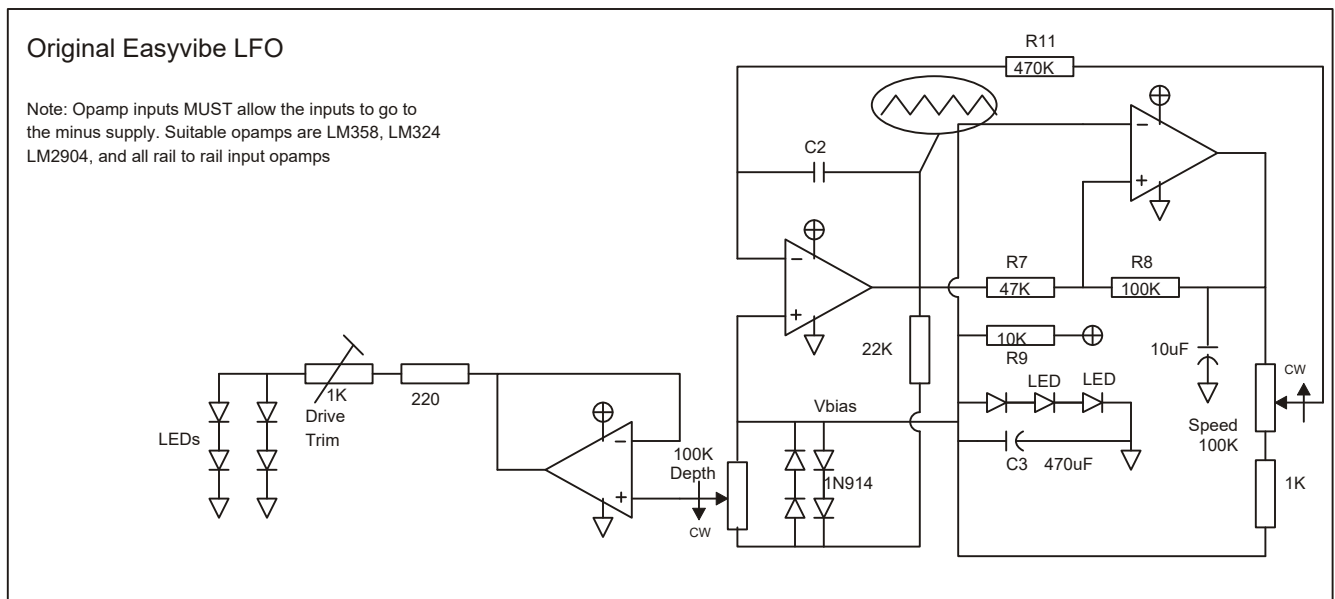 Original Easyvibe LFO
Note: Opamp inputs MUST allow the inputs to go to
the minus supply. Suitable opamps are LM358, LM324
LM2904, and all rail to rail input opamps
R11
470K
C2
−
+
−
+
R7
47K
R8
100K
22K
10K
R9
10uF
CW
LED
LED
Speed
100K
Vbias
C3
470uF
1K
1K
Drive
Trim
220
LEDs
−
+
100K
Depth
CW
1N914